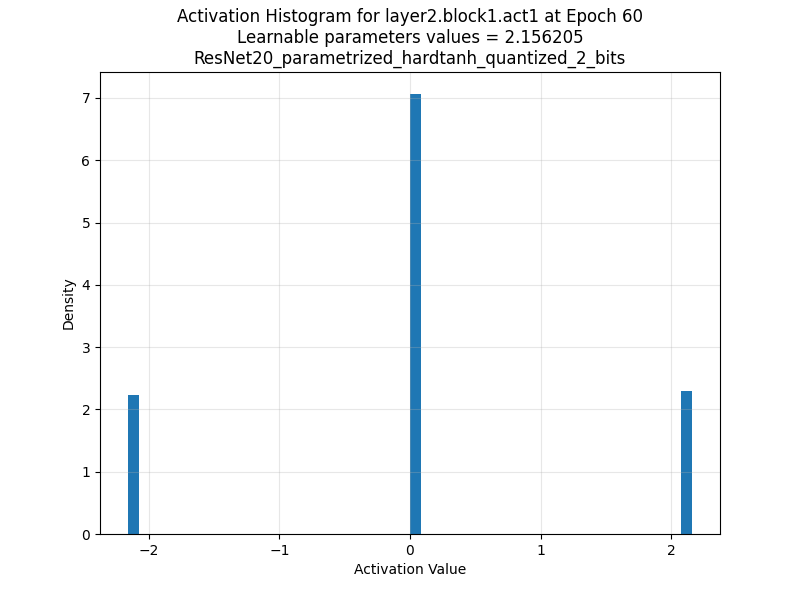 Activation Histogram for layer2.block1.act1 at Epoch 60
Learnable parameters values = 2.156205
ResNet20_parametrized_hardtanh_quantized_2_bits
7
6
5
4
3
2
1
0
Density
−2 −1 0 1 2
Activation Value